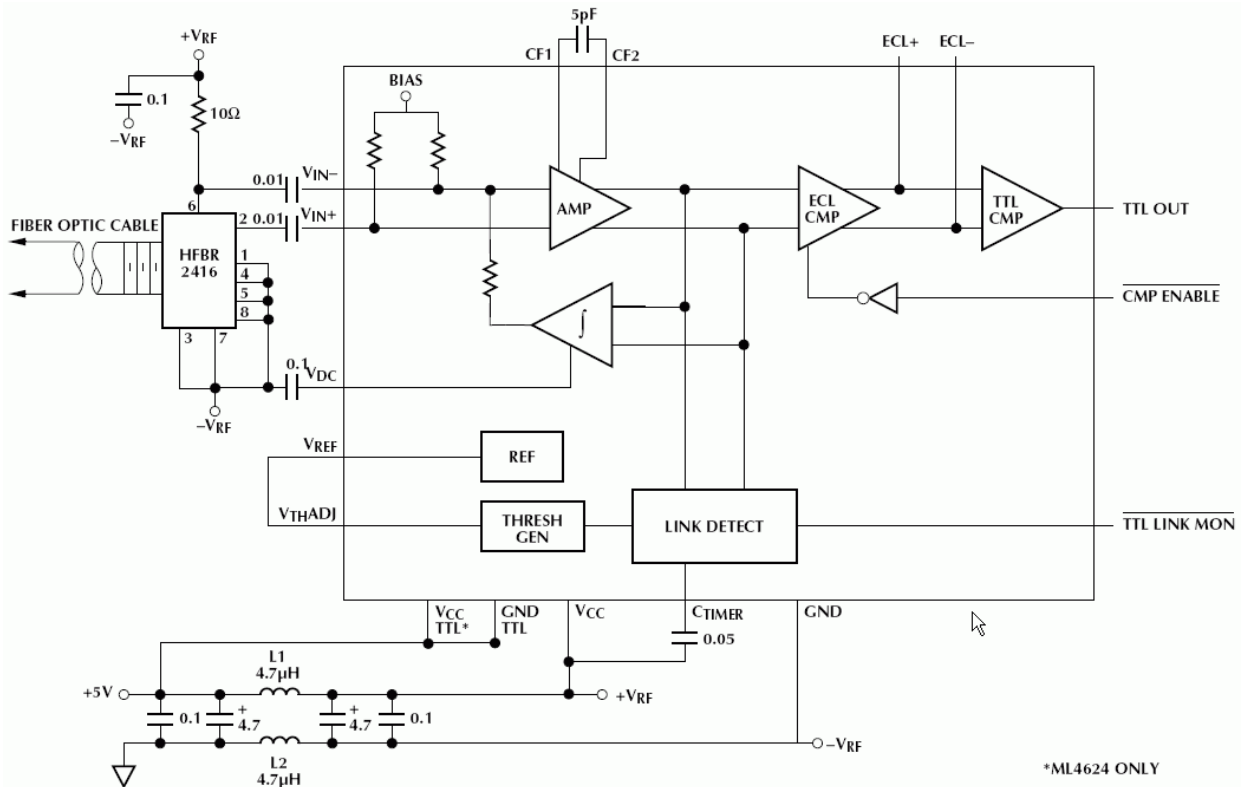 5pF
+VRF
CF1
CF2
ECL+
ECL–
BIAS
0.1
10Ω
–VRF
0.01
VIN–
6
AMP
ECL
CMP
TTL
CMP
TTL OUT
2
0.01
VIN+
FIBER OPTIC CABLE
HFBR
2416
1
4
5
8
3
7
∫
CMP ENABLE
0.1
VDC
–VRF
VREF
REF
VTHADJ
THRESH
GEN
LINK DETECT
TTL LINK MON
VCC
TTL*
GND
TTL
VCC
CTIMER
GND
0.05
L1
4.7µH
+5V
+VRF
0.1
+
4.7
+
4.7
0.1
–VRF
L2
4.7µH
*ML4624 ONLY